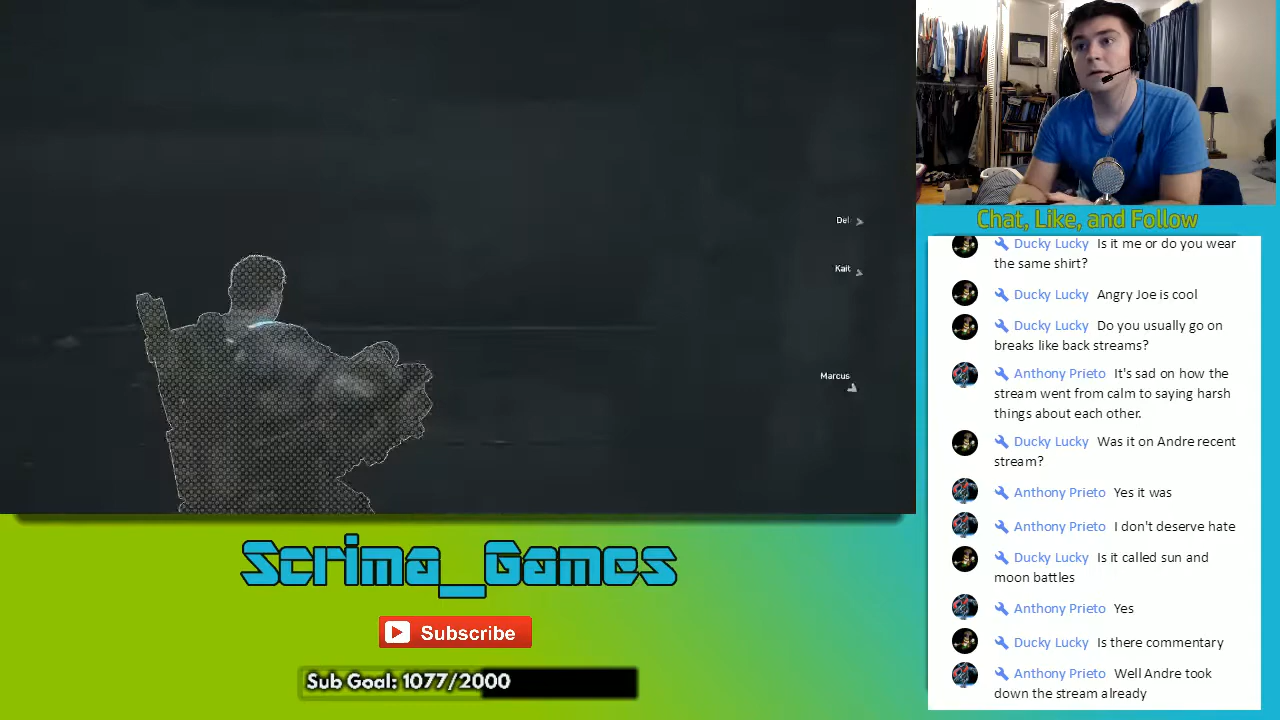 Del
Kait
Marcus
Chat, Like, and Follow
Ducky Lucky Is it me or do you wear
the same shirt?
Ducky Lucky Angry Joe is cool
Ducky Lucky Do you usually go on
breaks like back streams?
Anthony Prieto It's sad on how the
stream went from calm to saying harsh
things about each other.
Ducky Lucky Was it on Andre recent
stream?
Anthony Prieto Yes it was
Anthony Prieto I don't deserve hate
Ducky Lucky Is it called sun and
moon battles
Anthony Prieto Yes
Ducky Lucky Is there commentary
Anthony Prieto Well Andre took
down the stream already
Scrima_Games
Subscribe
Sub Goal: 1077/2000